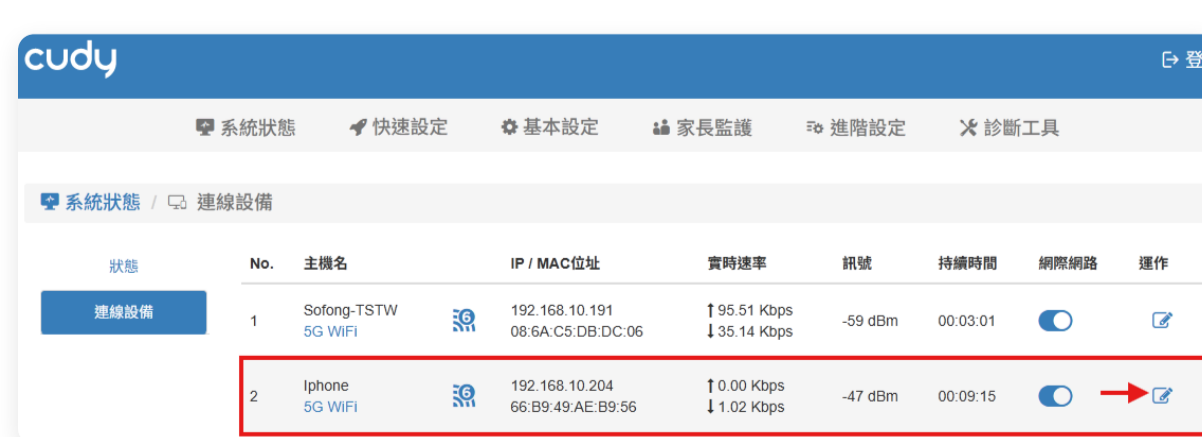 cudy
登
系統狀態 快速設定 基本設定 家長監護 進階設定 診斷工具
系統狀態 / 連線設備
狀態
連線設備
No. 主機名 IP / MAC位址 實時速率 訊號 持續時間 網際網路 運作
1 Sofong-TSTW 6 192.168.10.191 ↑95.51 Kbps -59 dBm 00:03:01
5G WiFi 08:6A:C5:DB:DC:06 ↓35.14 Kbps
2 Iphone 6 192.168.10.204 ↑0.00 Kbps -47 dBm 00:09:15
5G WiFi 66:B9:49:AE:B9:56 ↓1.02 Kbps